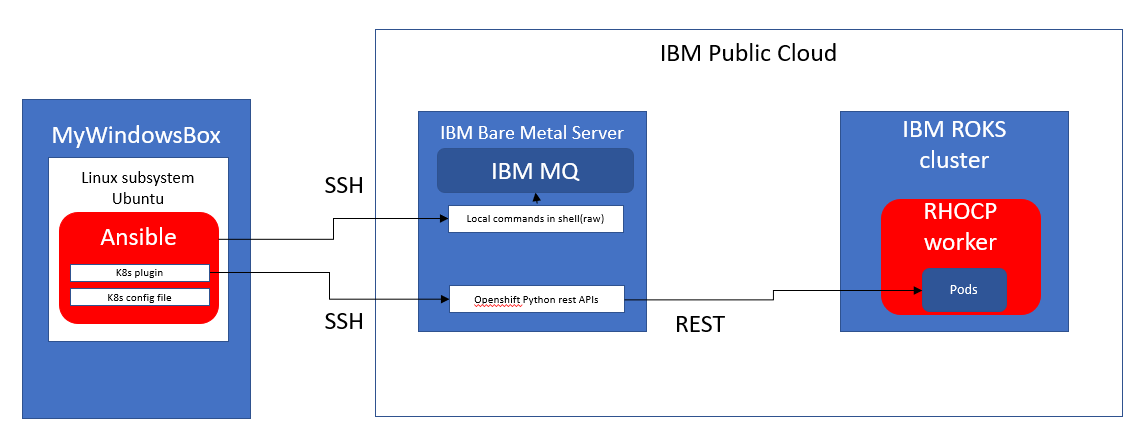 IBM Public Cloud
MyWindowsBox
Linux subsystem
Ubuntu
Ansible
K8s plugin
K8s config file
SSH
SSH
IBM Bare Metal Server
IBM MQ
Local commands in shell(raw)
Openshift Python rest APIs
REST
IBM ROKS
cluster
RHOCP
worker
Pods